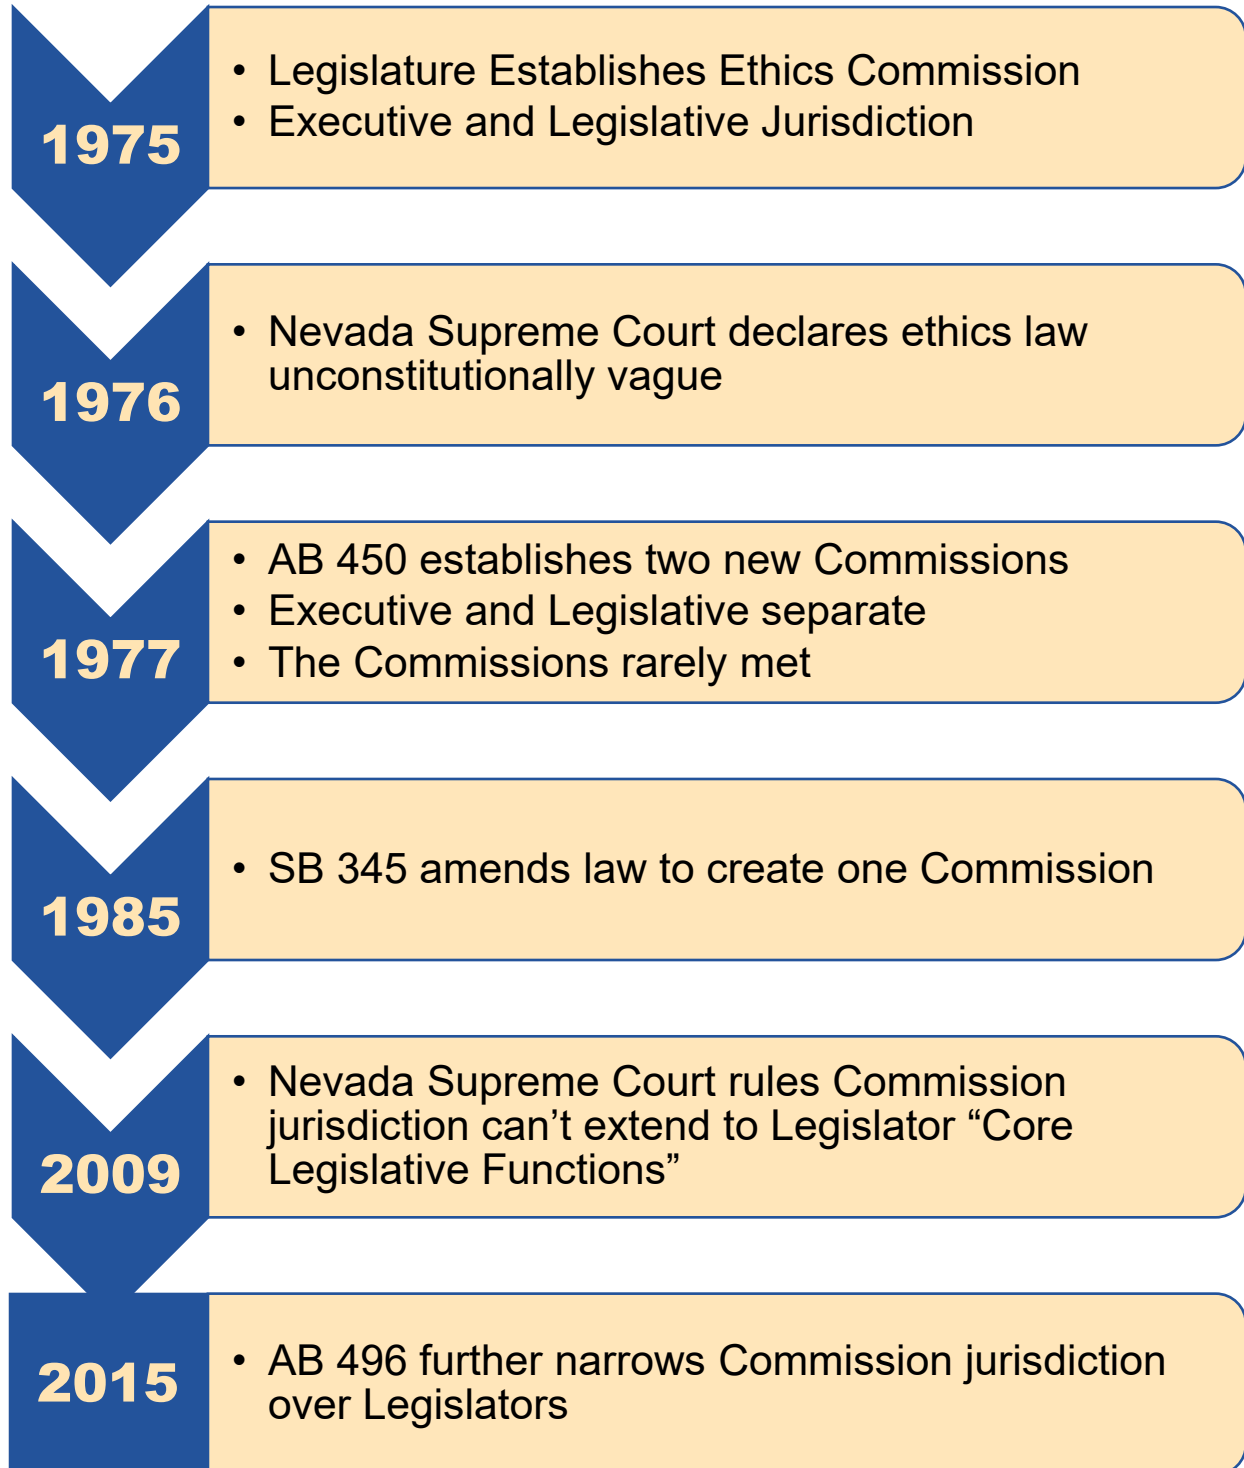 1975
• Legislature Establishes Ethics Commission
• Executive and Legislative Jurisdiction
1976
• Nevada Supreme Court declares ethics law
unconstitutionally vague
1977
• AB 450 establishes two new Commissions
• Executive and Legislative separate
• The Commissions rarely met
1985
• SB 345 amends law to create one Commission
2009
• Nevada Supreme Court rules Commission
jurisdiction can’t extend to Legislator “Core
Legislative Functions”
2015
• AB 496 further narrows Commission jurisdiction
over Legislators